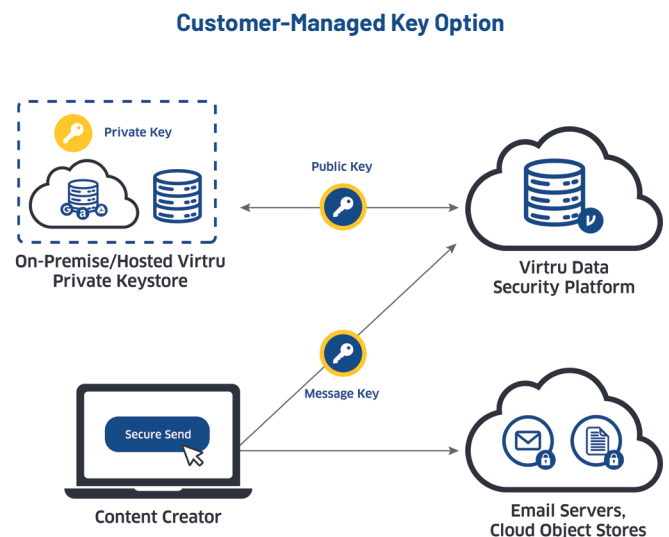 Customer-Managed Key Option
Private Key
Public Key
On-Premise/Hosted Virtru
Private Keystore
Virtru Data
Security Platform
Message Key
Secure Send
Content Creator
Email Servers,
Cloud Object Stores